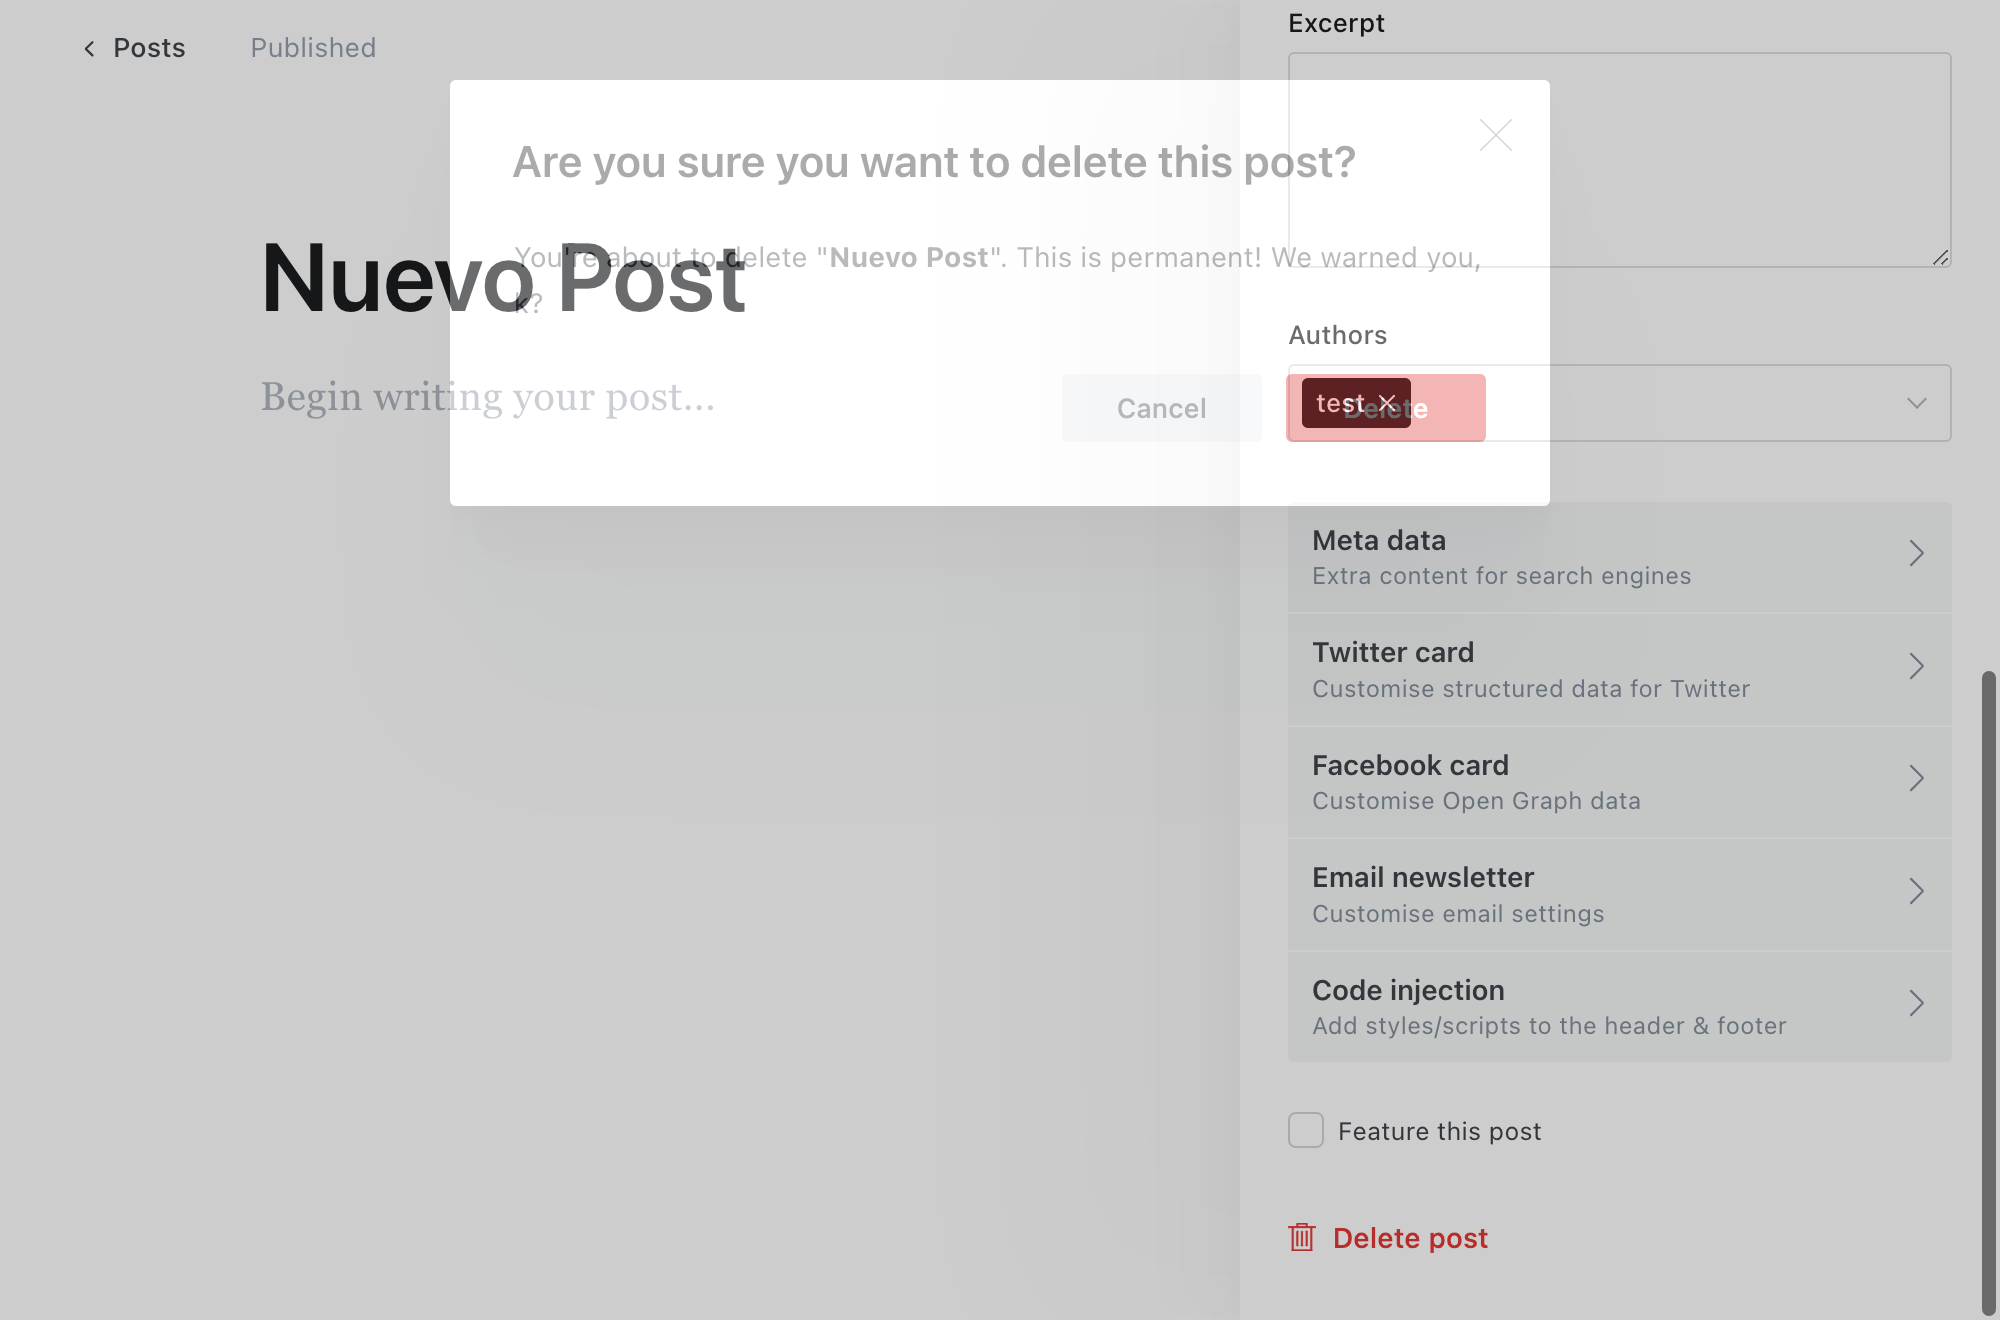 Posts
Published
Excerpt
Are you sure you want to delete this post?
You're about to delete "Nuevo Post". This is permanent! We warned you,
k?
Nuevo Post
Authors
Begin writing your post...
Cancel
Delete
test
Meta data
Extra content for search engines
Twitter card
Customise structured data for Twitter
Facebook card
Customise Open Graph data
Email newsletter
Customise email settings
Code injection
Add styles/scripts to the header & footer
Feature this post
Delete post